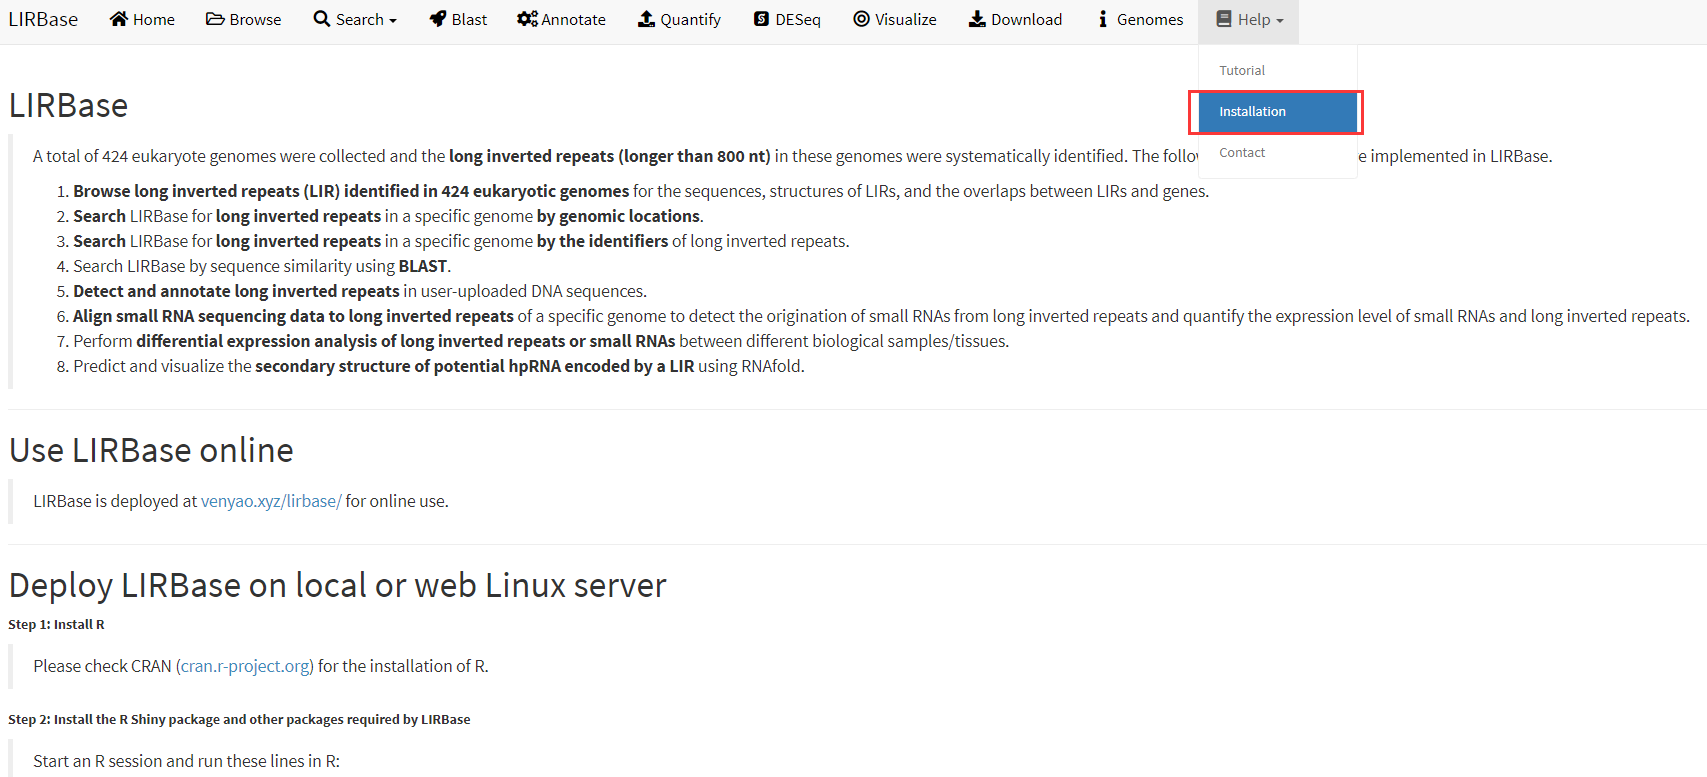 LIRBase Home Browse Search Blast Annotate Quantify DESeq Visualize Download Genomes Help
Tutorial
Installation
Contact
LIRBase
A total of 424 eukaryote genomes were collected and the long inverted repeats (longer than 800 nt) in these genomes were systematically identified. The follo e implemented in LIRBase.
1. Browse long inverted repeats (LIR) identified in 424 eukaryotic genomes for the sequences, structures of LIRs, and the overlaps between LIRs and genes.
2. Search LIRBase for long inverted repeats in a specific genome by genomic locations.
3. Search LIRBase for long inverted repeats in a specific genome by the identifiers of long inverted repeats.
4. Search LIRBase by sequence similarity using BLAST.
5. Detect and annotate long inverted repeats in user-uploaded DNA sequences.
6. Align small RNA sequencing data to long inverted repeats of a specific genome to detect the origination of small RNAs from long inverted repeats and quantify the expression level of small RNAs and long inverted repeats.
7. Perform differential expression analysis of long inverted repeats or small RNAs between different biological samples/tissues.
8. Predict and visualize the secondary structure of potential hpRNA encoded by a LIR using RNAfold.
Use LIRBase online
LIRBase is deployed at venyao.xyz/lirbase/ for online use.
Deploy LIRBase on local or web Linux server
Step 1: Install R
Please check CRAN (cran.r-project.org) for the installation of R.
Step 2: Install the R Shiny package and other packages required by LIRBase
Start an R session and run these lines in R: